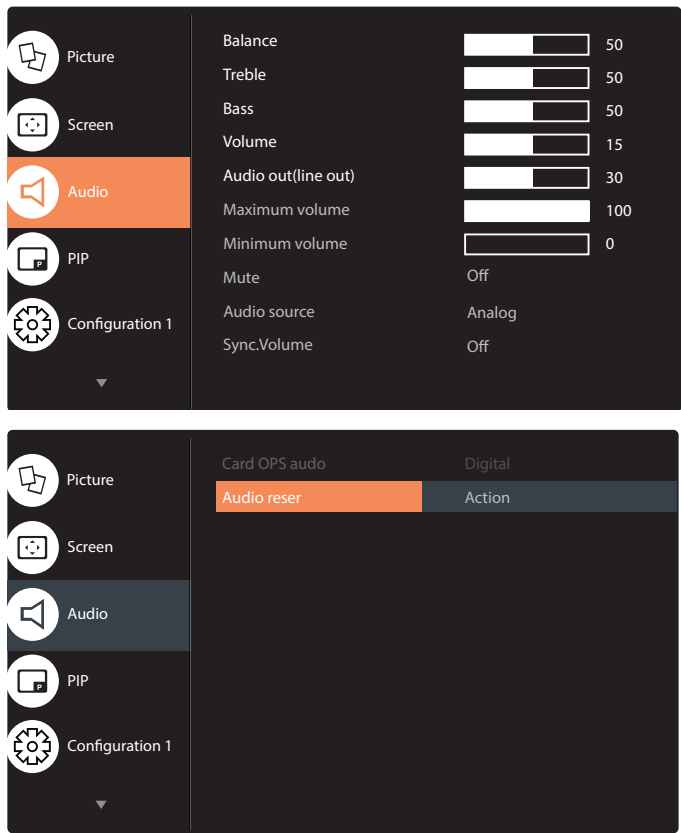 Picture
Screen
Audio
PIP
Configuration 1
Balance 50
Treble 50
Bass 50
Volume 15
Audio out(line out) 30
Maximum volume 100
Minimum volume 0
Mute Off
Audio source Analog
Sync.Volume Off
Picture
Screen
Audio
PIP
Configuration 1
Card OPS audo Digital
Audio reser Action
P
P